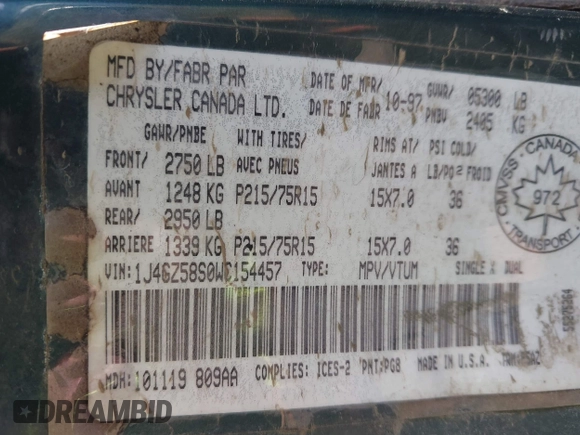 MFD BY/FABR PAR DATE OF MFR/ GVWR/ 05300 LB
CHRYSLER CANADA LTD. DATE DE FABR 10-97 PNBV 2405 KG
GAWR/PNBE WITH TIRES/ RIMS AT/ PSI COLD/
FRONT/ 2750 LB AVEC PNEUS JANTES A LB/PO² FROID
AVANT 1248 KG P215/75R15 15X7.0 36
REAR/ 2950 LB
ARRIERE 1339 KG P215/75R15 15X7.0 36
VIN: 1J4GZ58S0WC154457 TYPE: MPV/VTUM SINGLE X DUAL
CMVSS · CANADA
972
TRANSPORT
MDH: 101119 809AA COMPLIES: ICES-2 PNT: PG8 MADE IN U.S.A.
DREAMBID